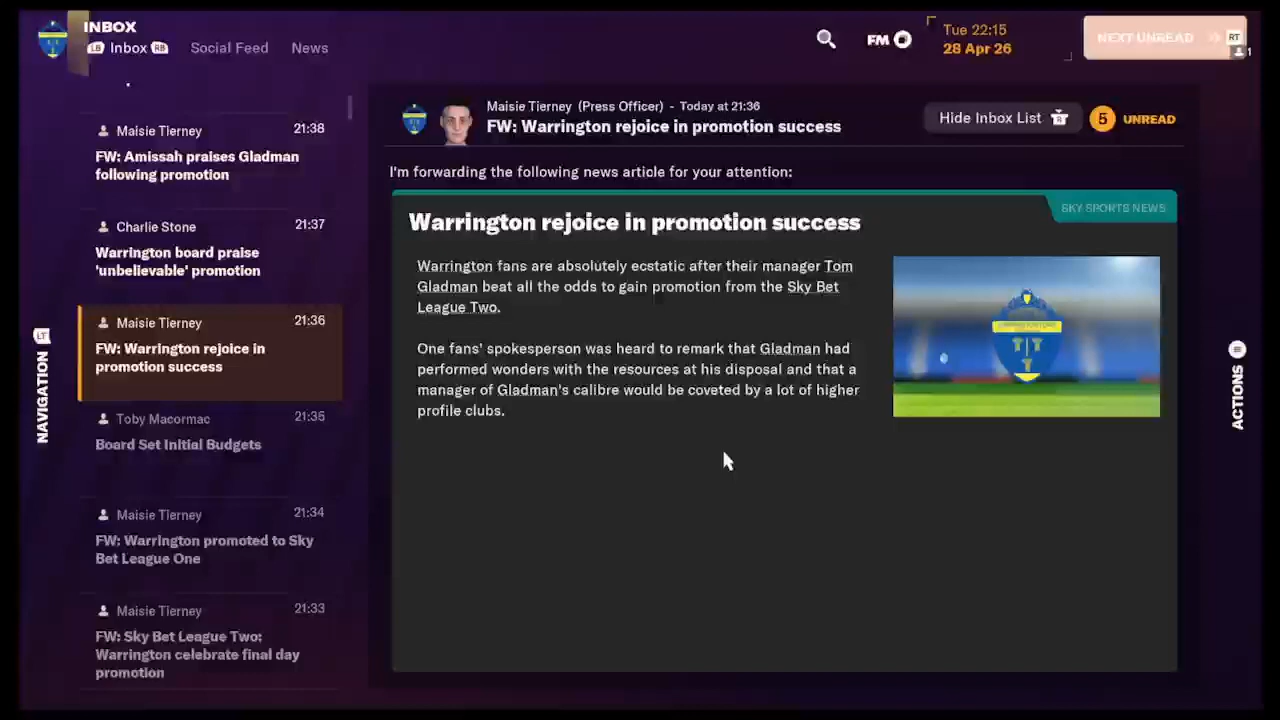 INBOX
LB Inbox RB Social Feed News
FM
Tue 22:15
28 Apr 26
NEXT UNREAD RT
1
Maisie Tierney 21:38
FW: Amissah praises Gladman
following promotion
Charlie Stone 21:37
Warrington board praise
'unbelievable' promotion
Maisie Tierney 21:36
FW: Warrington rejoice in
promotion success
Toby Macormac 21:35
Board Set Initial Budgets
Maisie Tierney 21:34
FW: Warrington promoted to Sky
Bet League One
Maisie Tierney 21:33
FW: Sky Bet League Two:
Warrington celebrate final day
promotion
LT
NAVIGATION
Maisie Tierney (Press Officer) - Today at 21:36
FW: Warrington rejoice in promotion success
Hide Inbox List R
5 UNREAD
I'm forwarding the following news article for your attention:
SKY SPORTS NEWS
Warrington rejoice in promotion success
Warrington fans are absolutely ecstatic after their manager Tom
Gladman beat all the odds to gain promotion from the Sky Bet
League Two.
One fans' spokesperson was heard to remark that Gladman had
performed wonders with the resources at his disposal and that a
manager of Gladman's calibre would be coveted by a lot of higher
profile clubs.
ACTIONS